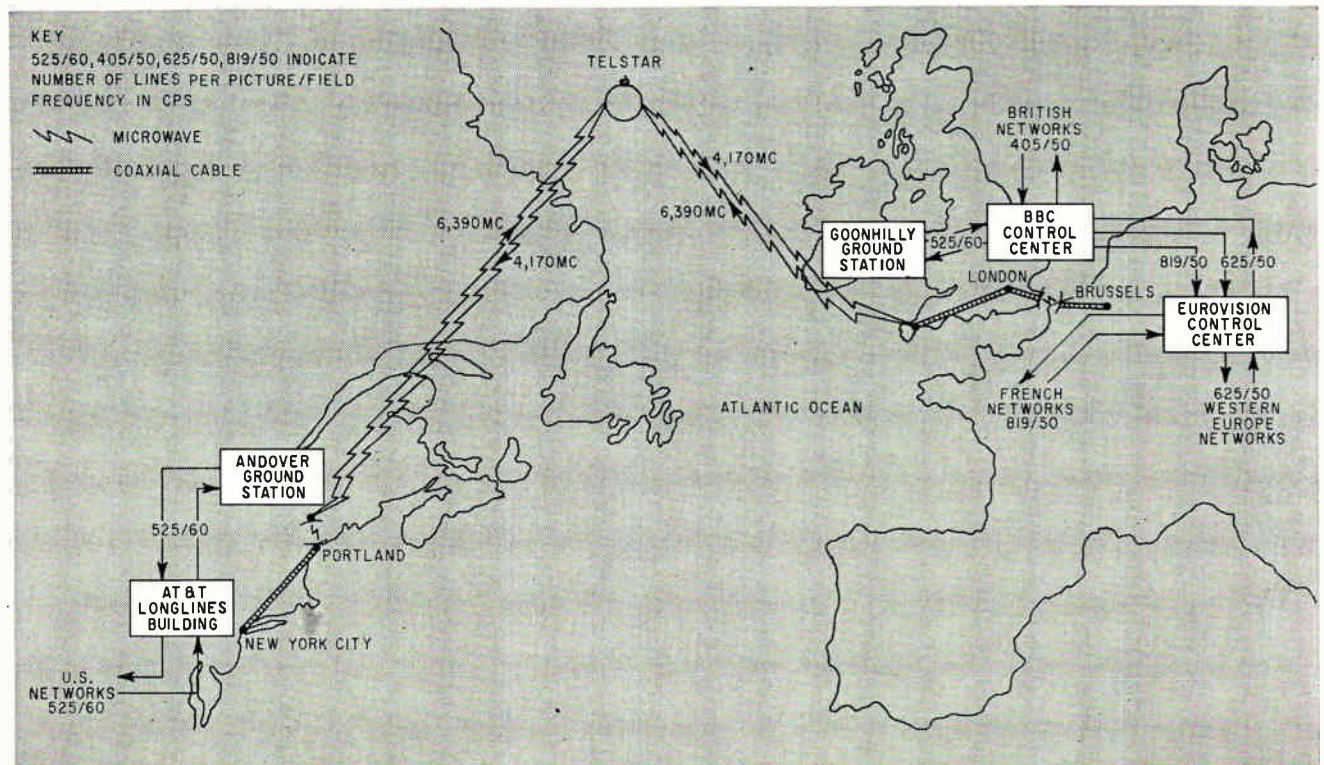 KEY
525/60, 405/50, 625/50, 819/50 INDICATE
NUMBER OF LINES PER PICTURE/FIELD
FREQUENCY IN CPS
MICROWAVE
COAXIAL CABLE
TELSTAR
6,390MC
4,170MC
4,170MC
6,390MC
BRITISH
NETWORKS
405/50
GOONHILLY
GROUND
STATION
525/60
BBC
CONTROL
CENTER
819/50
625/50
LONDON
BRUSSELS
EUROVISION
CONTROL
CENTER
FRENCH
NETWORKS
819/50
625/50
WESTERN
EUROPE
NETWORKS
ATLANTIC OCEAN
ANDOVER
GROUND
STATION
525/60
PORTLAND
AT&T
LONGLINES
BUILDING
NEW YORK CITY
U.S.
NETWORKS
525/60